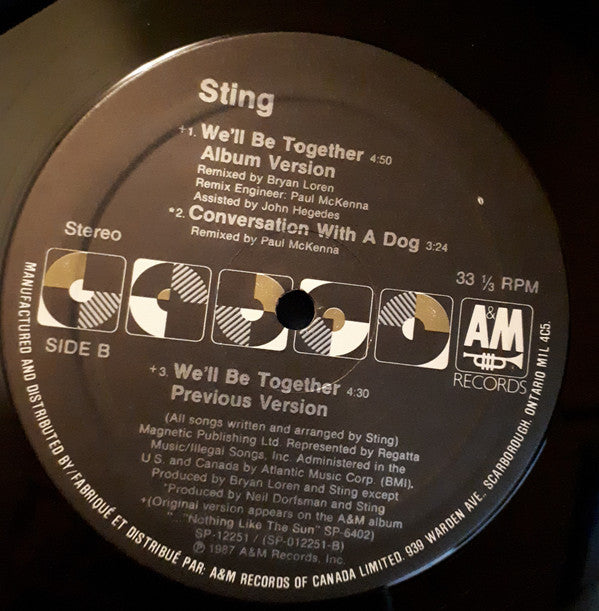 Sting
+1. We'll Be Together 4:50
Album Version
Remixed by Bryan Loren
Remix Engineer: Paul McKenna
Assisted by John Hegedes
*2. Conversation With A Dog 3:24
Remixed by Paul McKenna
Stereo
33 ⅓ RPM
SIDE B
A&M
RECORDS
+3. We'll Be Together 4:30
Previous Version
(All songs written and arranged by Sting)
Magnetic Publishing Ltd. Represented by Regatta
Music/Illegal Songs, Inc. Administered in the
U.S. and Canada by Atlantic Music Corp. (BMI).
Produced by Bryan Loren and Sting except
*Produced by Neil Dorfsman and Sting
+(Original version appears on the A&M album
"...Nothing Like The Sun" SP-6402)
SP-12251 / (SP-012251-B)
℗ 1987 A&M Records, Inc.
MANUFACTURED AND DISTRIBUTED BY/FABRIQUÉ ET DISTRIBUÉ PAR: A&M RECORDS OF CANADA LIMITED. 939 WARDEN AVE., SCARBOROUGH, ONTARIO M1L 4C5.